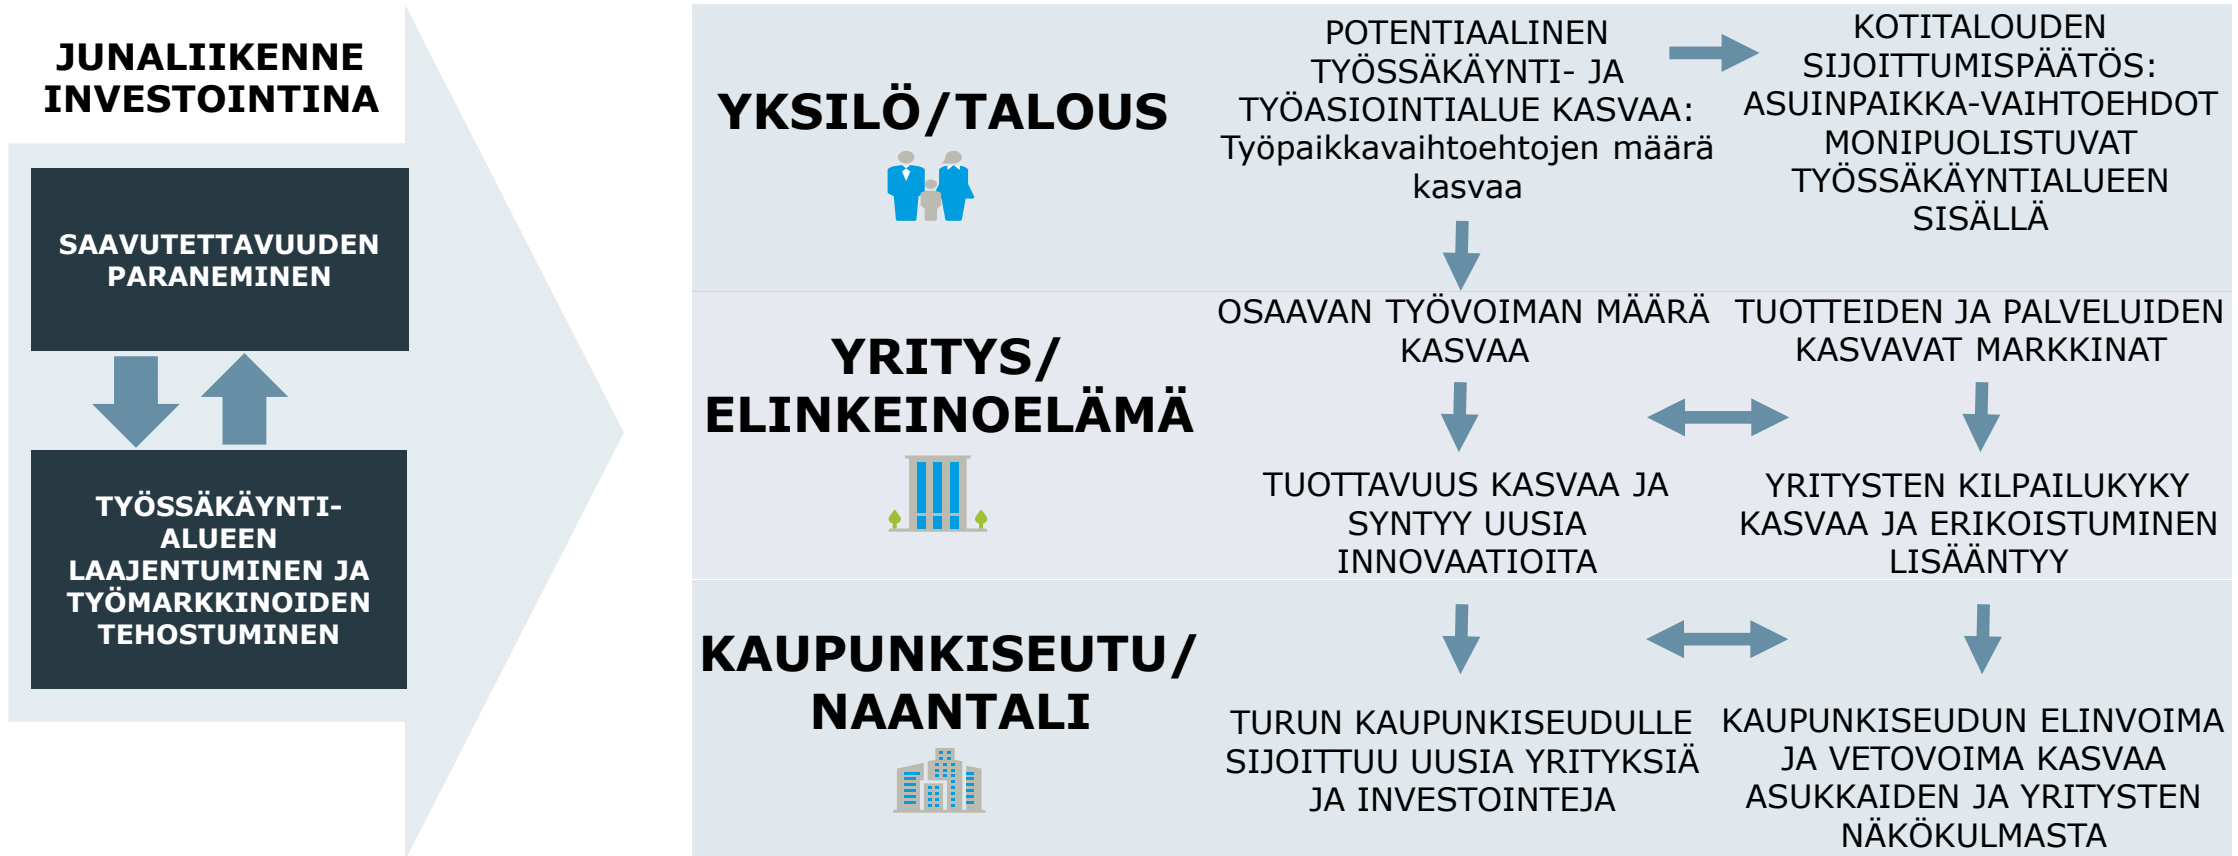 JUNALIIKENNE
INVESTOINTINA
SAAVUTETTAVUUDEN
PARANEMINEN
TYÖSSÄKÄYNTI-
ALUEEN
LAAJENTUMINEN JA
TYÖMARKKINOIDEN
TEHOSTUMINEN
YKSILÖ/TALOUS
POTENTIAALINEN
TYÖSSÄKÄYNTI- JA
TYÖASIOINTIALUE KASVAA:
Työpaikkavaihtoehtojen määrä
kasvaa
KOTITALOUDEN
SIJOITTUMISPÄÄTÖS:
ASUINPAIKKA-VAIHTOEHDOT
MONIPUOLISTUVAT
TYÖSSÄKÄYNTIALUEEN
SISÄLLÄ
YRITYS/
ELINKEINOELÄMÄ
OSAAVAN TYÖVOIMAN MÄÄRÄ
KASVAA
TUOTTEIDEN JA PALVELUIDEN
KASVAVAT MARKKINAT
TUOTTAVUUS KASVAA JA
SYNTYY UUSIA
INNOVAATIOITA
YRITYSTEN KILPAILUKYKY
KASVAA JA ERIKOISTUMINEN
LISÄÄNTYY
KAUPUNKISEUTU/
NAANTALI
TURUN KAUPUNKISEUDULLE
SIJOITTUU UUSIA YRITYKSIÄ
JA INVESTOINTEJA
KAUPUNKISEUDUN ELINVOIMA
JA VETOVOIMA KASVAA
ASUKKAIDEN JA YRITYSTEN
NÄKÖKULMASTA